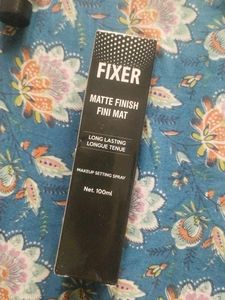 FIXER
MATTE FINISH
FINI MAT
LONG LASTING
LONGUE TENUE
MAKEUP SETTING SPRAY
Net. 100ml